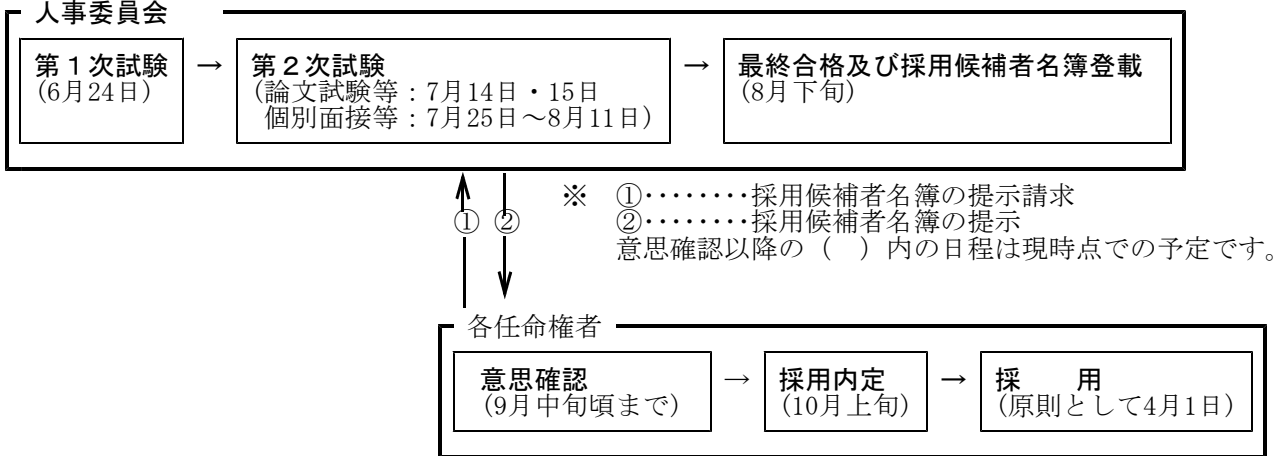 人事委員会
第1次試験
(6月24日)
→
第2次試験
(論文試験等:7月14日・15日
個別面接等:7月25日~8月11日)
→
最終合格及び採用候補者名簿登載
(8月下旬)
① ②
※ ①‥‥‥‥採用候補者名簿の提示請求
②‥‥‥‥採用候補者名簿の提示
意思確認以降の( )内の日程は現時点での予定です。
各任命権者
意思確認
(9月中旬頃まで)
→
採用内定
(10月上旬)
→
採 用
(原則として4月1日)